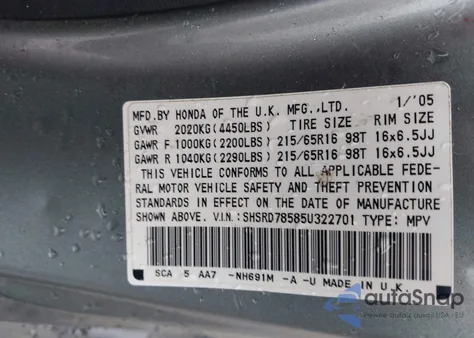 MFD.BY HONDA OF THE U.K. MFG.,LTD. 1/'05
GVWR 2020KG(4450LBS) TIRE SIZE RIM SIZE
GAWR F 1000KG(2200LBS) 215/65R16 98T 16x6.5JJ
GAWR R 1040KG(2290LBS) 215/65R16 98T 16x6.5JJ
THIS VEHICLE CONFORMS TO ALL APPLICABLE FEDE-
RAL MOTOR VEHICLE SAFETY AND THEFT PREVENTION
STANDARDS IN EFFECT ON THE DATE OF MANUFACTURE
SHOWN ABOVE. V.I.N.:SHSRD78585U322701 TYPE: MPV
SCA 5 AA7 -NH691M -A -U MADE IN U.K
autoSnap
USA - EU